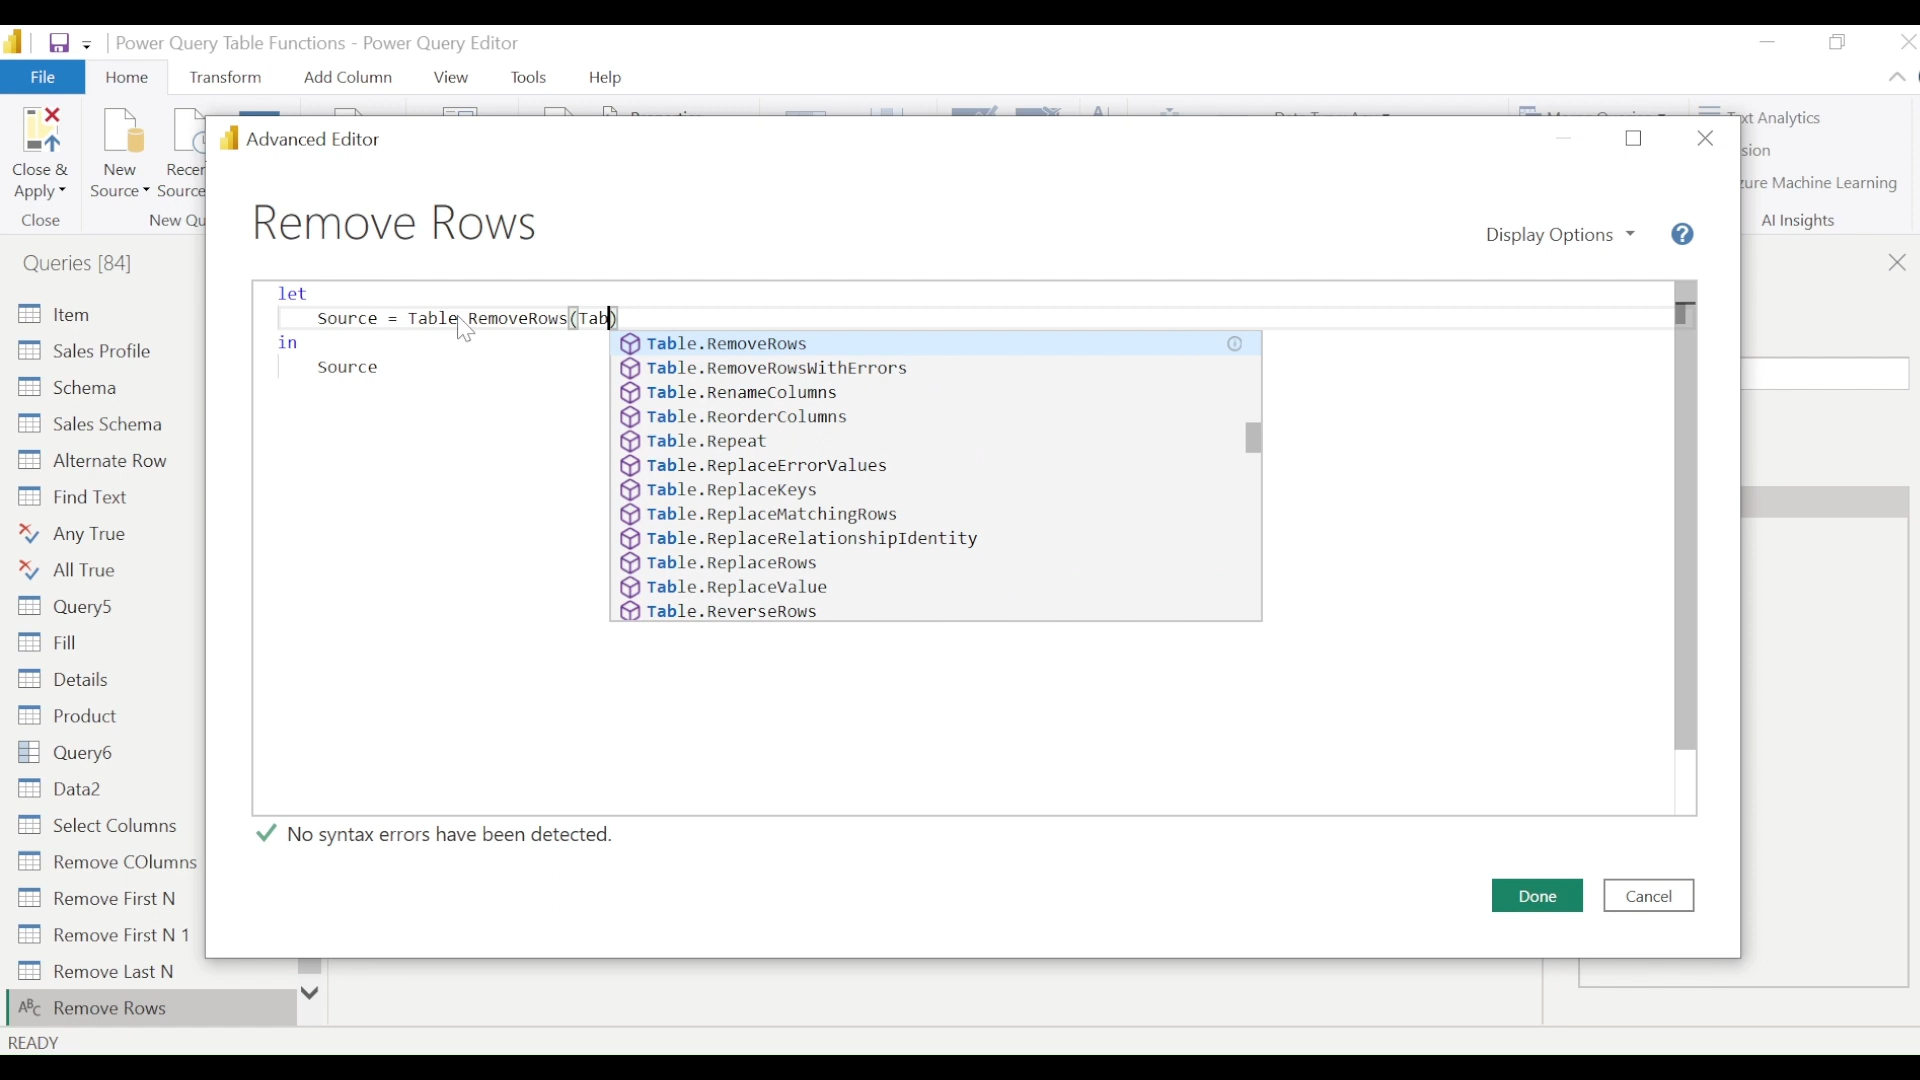 Power Query Table Functions - Power Query Editor
File Home Transform Add Column View Tools Help
Close & Apply
New Source
Close
Text Analytics
AI Insights
Advanced Editor
Remove Rows
Display Options
?
Queries [84]
Item
Sales Profile
Schema
Sales Schema
Alternate Row
Find Text
Any True
All True
Query5
Fill
Details
Product
Query6
Data2
Select Columns
Remove COlumns
Remove First N
Remove First N 1
Remove Last N
ABC Remove Rows
let
Source = Table.RemoveRows(Tab)
in
Source
Table.RemoveRows
Table.RemoveRowsWithErrors
Table.RenameColumns
Table.ReorderColumns
Table.Repeat
Table.ReplaceErrorValues
Table.ReplaceKeys
Table.ReplaceMatchingRows
Table.ReplaceRelationshipIdentity
Table.ReplaceRows
Table.ReplaceValue
Table.ReverseRows
No syntax errors have been detected.
Done
Cancel
READY